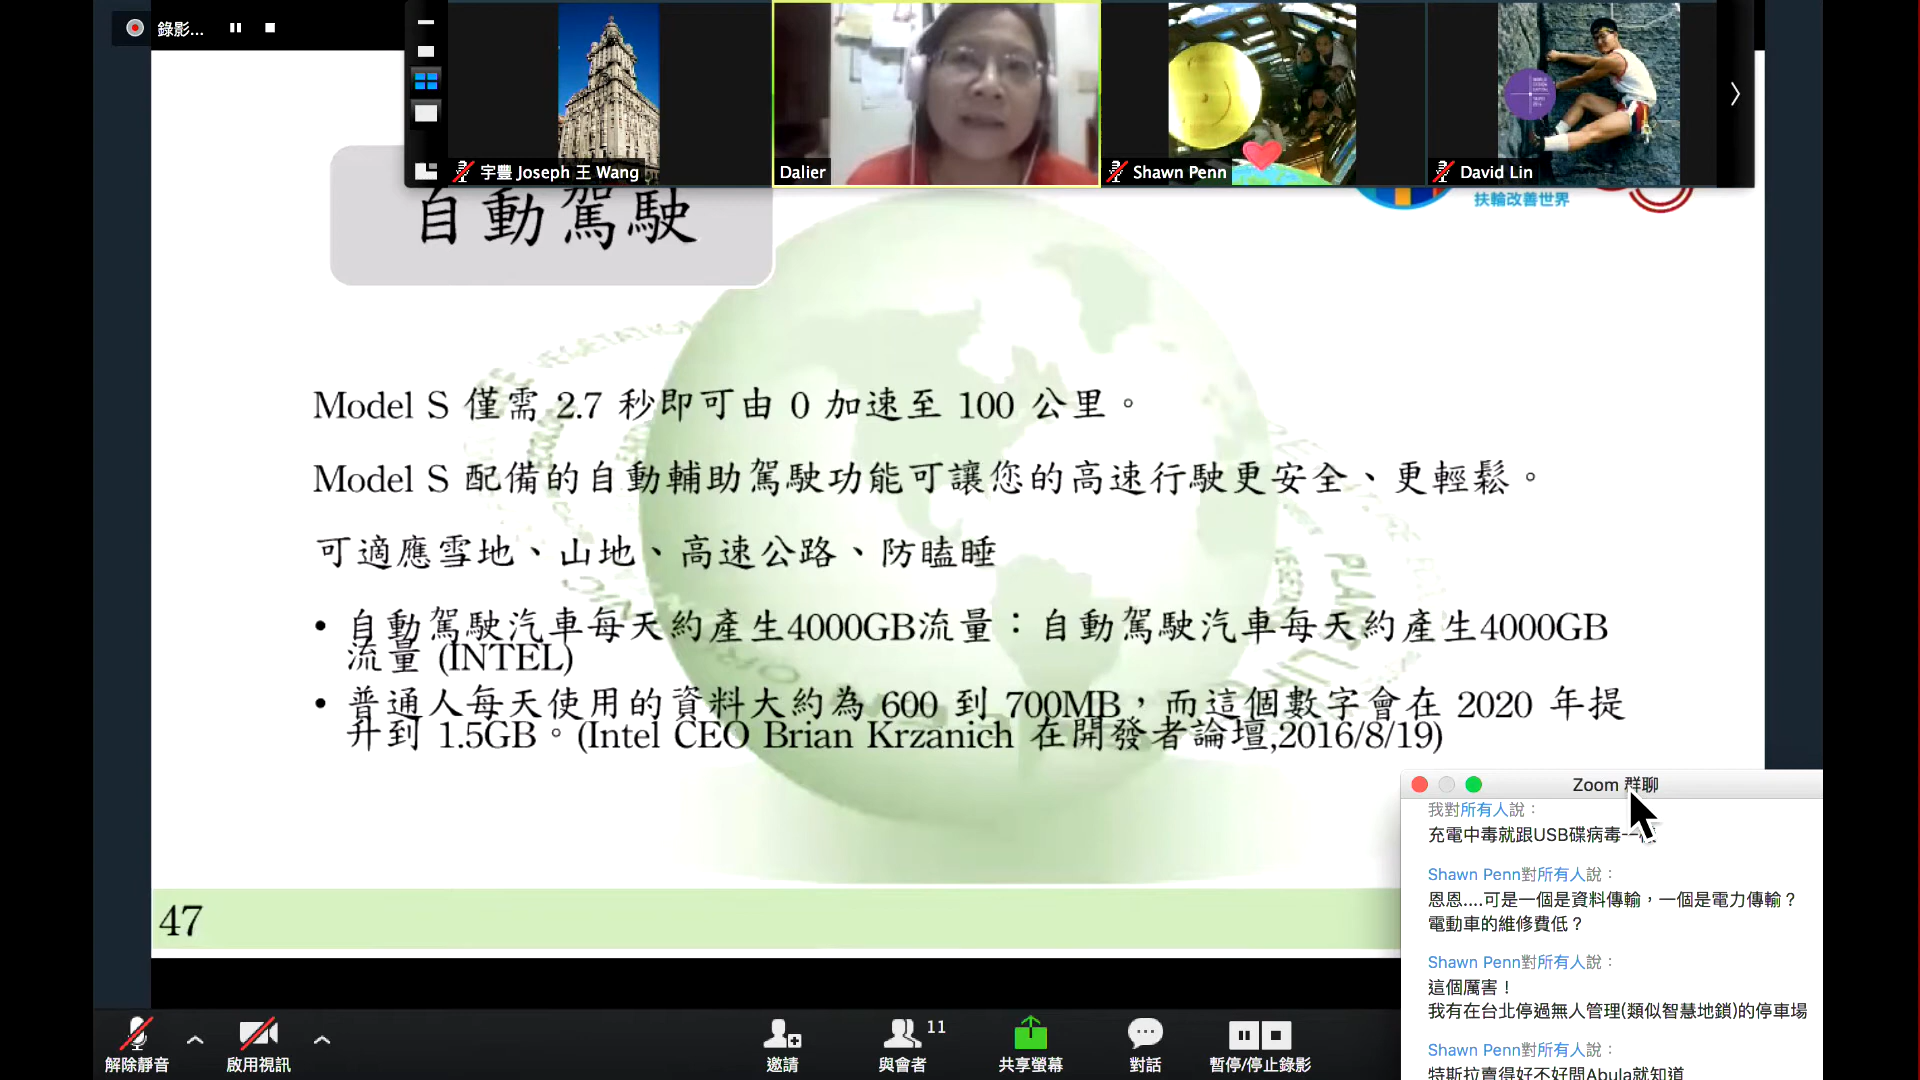 錄影...
宇豐 Joseph 王 Wang
Dalier
Shawn Penn
David Lin
扶輪改善世界
自動駕駛
Model S 僅需 2.7 秒即可由 0 加速至 100 公里。
Model S 配備的自動輔助駕駛功能可讓您的高速行駛更安全、更輕鬆。
可適應雪地、山地、高速公路、防瞌睡
• 自動駕駛汽車每天約產生4000GB流量：自動駕駛汽車每天約產生4000GB
流量 (INTEL)
• 普通人每天使用的資料大約為 600 到 700MB，而這個數字會在 2020 年提
升到 1.5GB。(Intel CEO Brian Krzanich 在開發者論壇,2016/8/19)
47
Zoom 群聊
我對所有人說：
充電中毒就跟USB碟病毒一
Shawn Penn對所有人說：
恩恩....可是一個是資料傳輸，一個是電力傳輸？
電動車的維修費低？
Shawn Penn對所有人說：
這個厲害！
我有在台北停過無人管理(類似智慧地鎖)的停車場
Shawn Penn對所有人說：
特斯拉賣得好不好問Abula就知道
解除靜音
啟用視訊
邀請
11
與會者
共享螢幕
對話
暫停/停止錄影